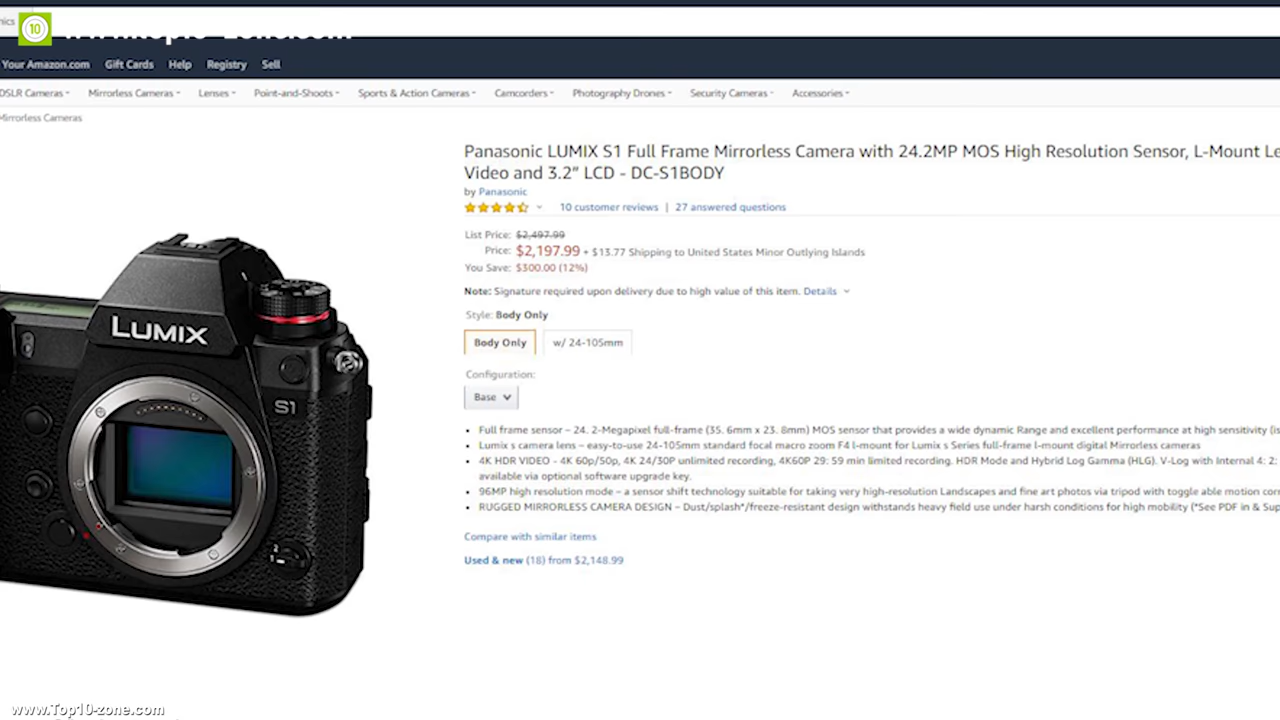 nics
10
Your Amazon.com Gift Cards Help Registry Sell
DSLR Cameras Mirrorless Cameras Lenses Point-and-Shoots Sports & Action Cameras Camcorders Photography Drones Security Cameras Accessories
Mirrorless Cameras
Panasonic LUMIX S1 Full Frame Mirrorless Camera with 24.2MP MOS High Resolution Sensor, L-Mount Le
Video and 3.2” LCD - DC-S1BODY
by Panasonic
10 customer reviews | 27 answered questions
List Price: $2,497.99
Price: $2,197.99 + $13.77 Shipping to United States Minor Outlying Islands
You Save: $300.00 (12%)
Note: Signature required upon delivery due to high value of this item. Details
Style: Body Only
Body Only w/ 24-105mm
Configuration:
Base
• Full frame sensor – 24. 2-Megapixel full-frame (35. 6mm x 23. 8mm) MOS sensor that provides a wide dynamic Range and excellent performance at high sensitivity (is
• Lumix s camera lens – easy-to-use 24-105mm standard focal macro zoom F4 l-mount for Lumix s Series full-frame l-mount digital Mirrorless cameras
• 4K HDR VIDEO - 4K 60p/50p, 4K 24/30P unlimited recording, 4K60P 29: 59 min limited recording. HDR Mode and Hybrid Log Gamma (HLG). V-Log with Internal 4: 2:
available via optional software upgrade key.
• 96MP high resolution mode – a sensor shift technology suitable for taking very high-resolution Landscapes and fine art photos via tripod with toggle able motion con
• RUGGED MIRRORLESS CAMERA DESIGN – Dust/splash*/freeze-resistant design withstands heavy field use under harsh conditions for high mobility (*See PDF in & Sup
Compare with similar items
Used & new (18) from $2,148.99
LUMIX
S1
2
1
www.Top10-zone.com